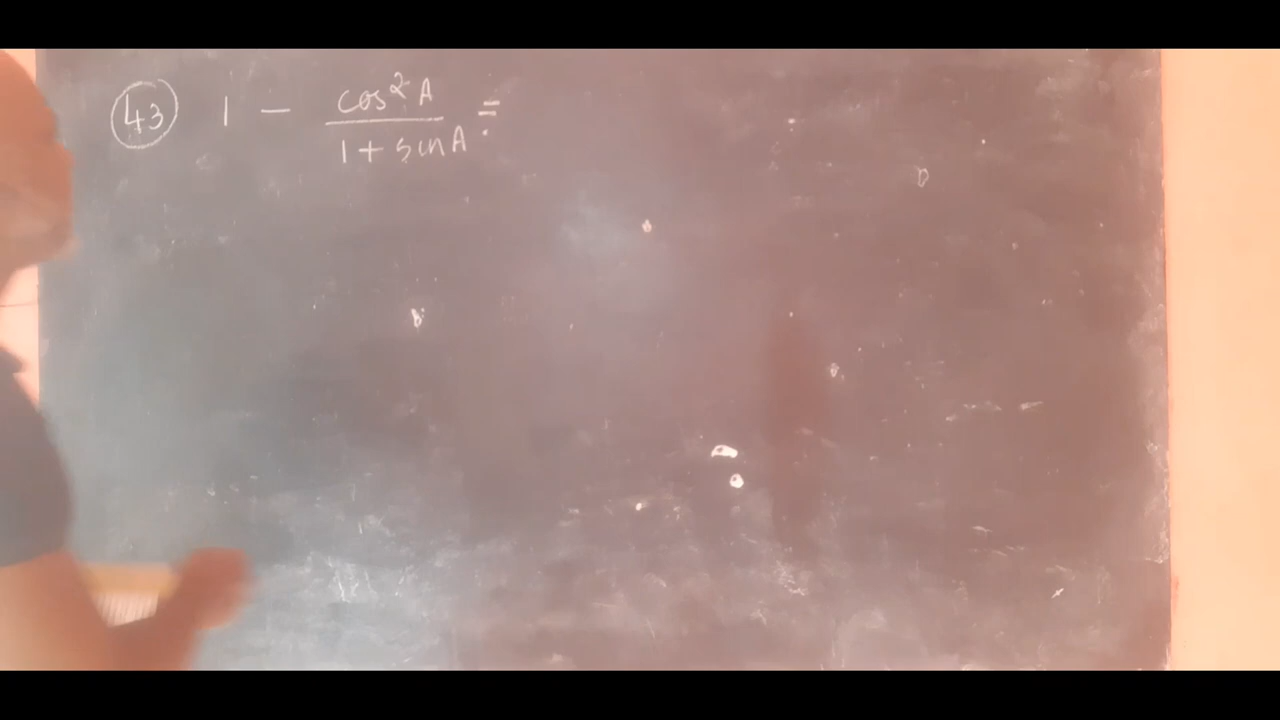 43 1 - cos²A / 1 + sinA =